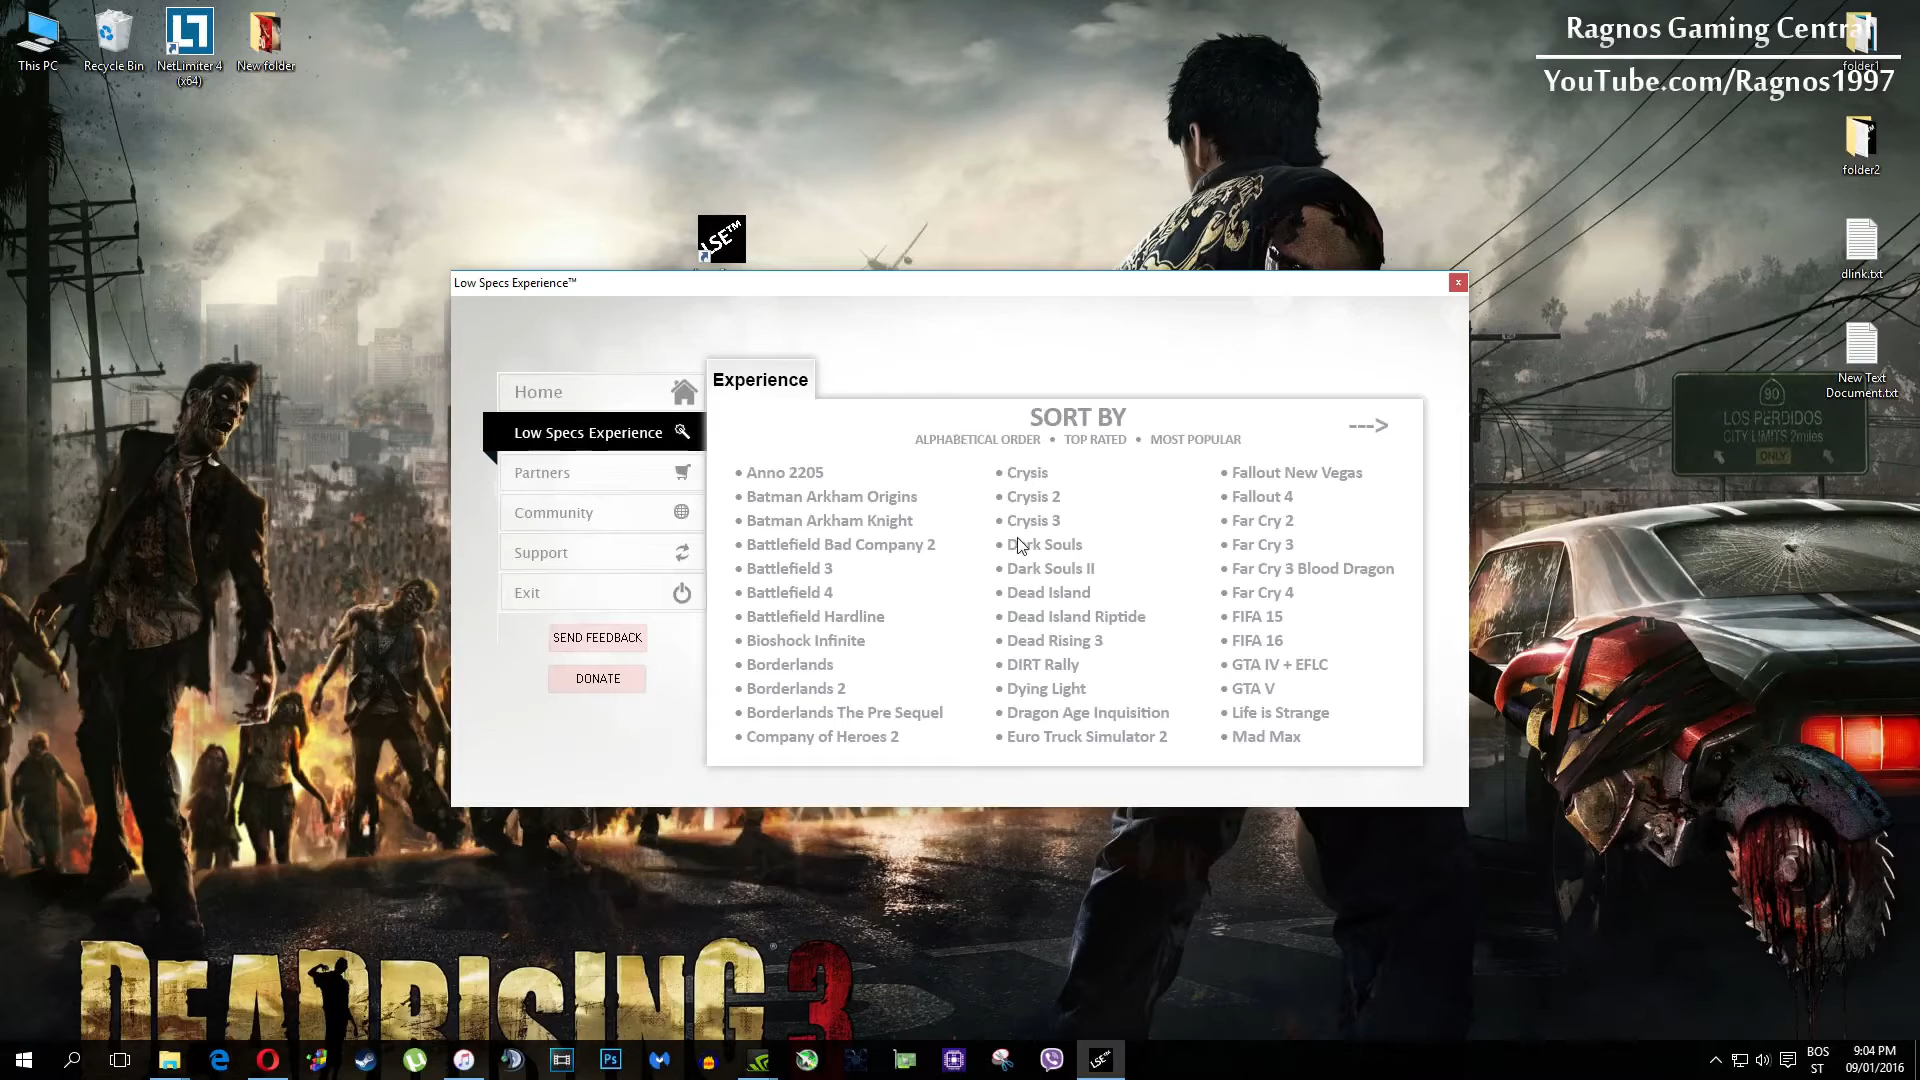 This PC
Recycle Bin
NetLimiter 4
(x64)
New folder
Ragnos Gaming Central
YouTube.com/Ragnos1997
folder1
folder2
dlink.txt
New Text
Document.txt
LSE™
Low Specs Experience™
x
Home
Low Specs Experience
Partners
Community
Support
Exit
SEND FEEDBACK
DONATE
Experience
SORT BY
--->
ALPHABETICAL ORDER • TOP RATED • MOST POPULAR
• Anno 2205
• Batman Arkham Origins
• Batman Arkham Knight
• Battlefield Bad Company 2
• Battlefield 3
• Battlefield 4
• Battlefield Hardline
• Bioshock Infinite
• Borderlands
• Borderlands 2
• Borderlands The Pre Sequel
• Company of Heroes 2
• Crysis
• Crysis 2
• Crysis 3
• Dark Souls
• Dark Souls II
• Dead Island
• Dead Island Riptide
• Dead Rising 3
• DIRT Rally
• Dying Light
• Dragon Age Inquisition
• Euro Truck Simulator 2
• Fallout New Vegas
• Fallout 4
• Far Cry 2
• Far Cry 3
• Far Cry 3 Blood Dragon
• Far Cry 4
• FIFA 15
• FIFA 16
• GTA IV + EFLC
• GTA V
• Life is Strange
• Mad Max
90
LOS PERDIDOS
CITY LIMITS 2miles
ONLY
DEADRISING 3
Ps
LSE™
BOS
ST
9:04 PM
09/01/2016